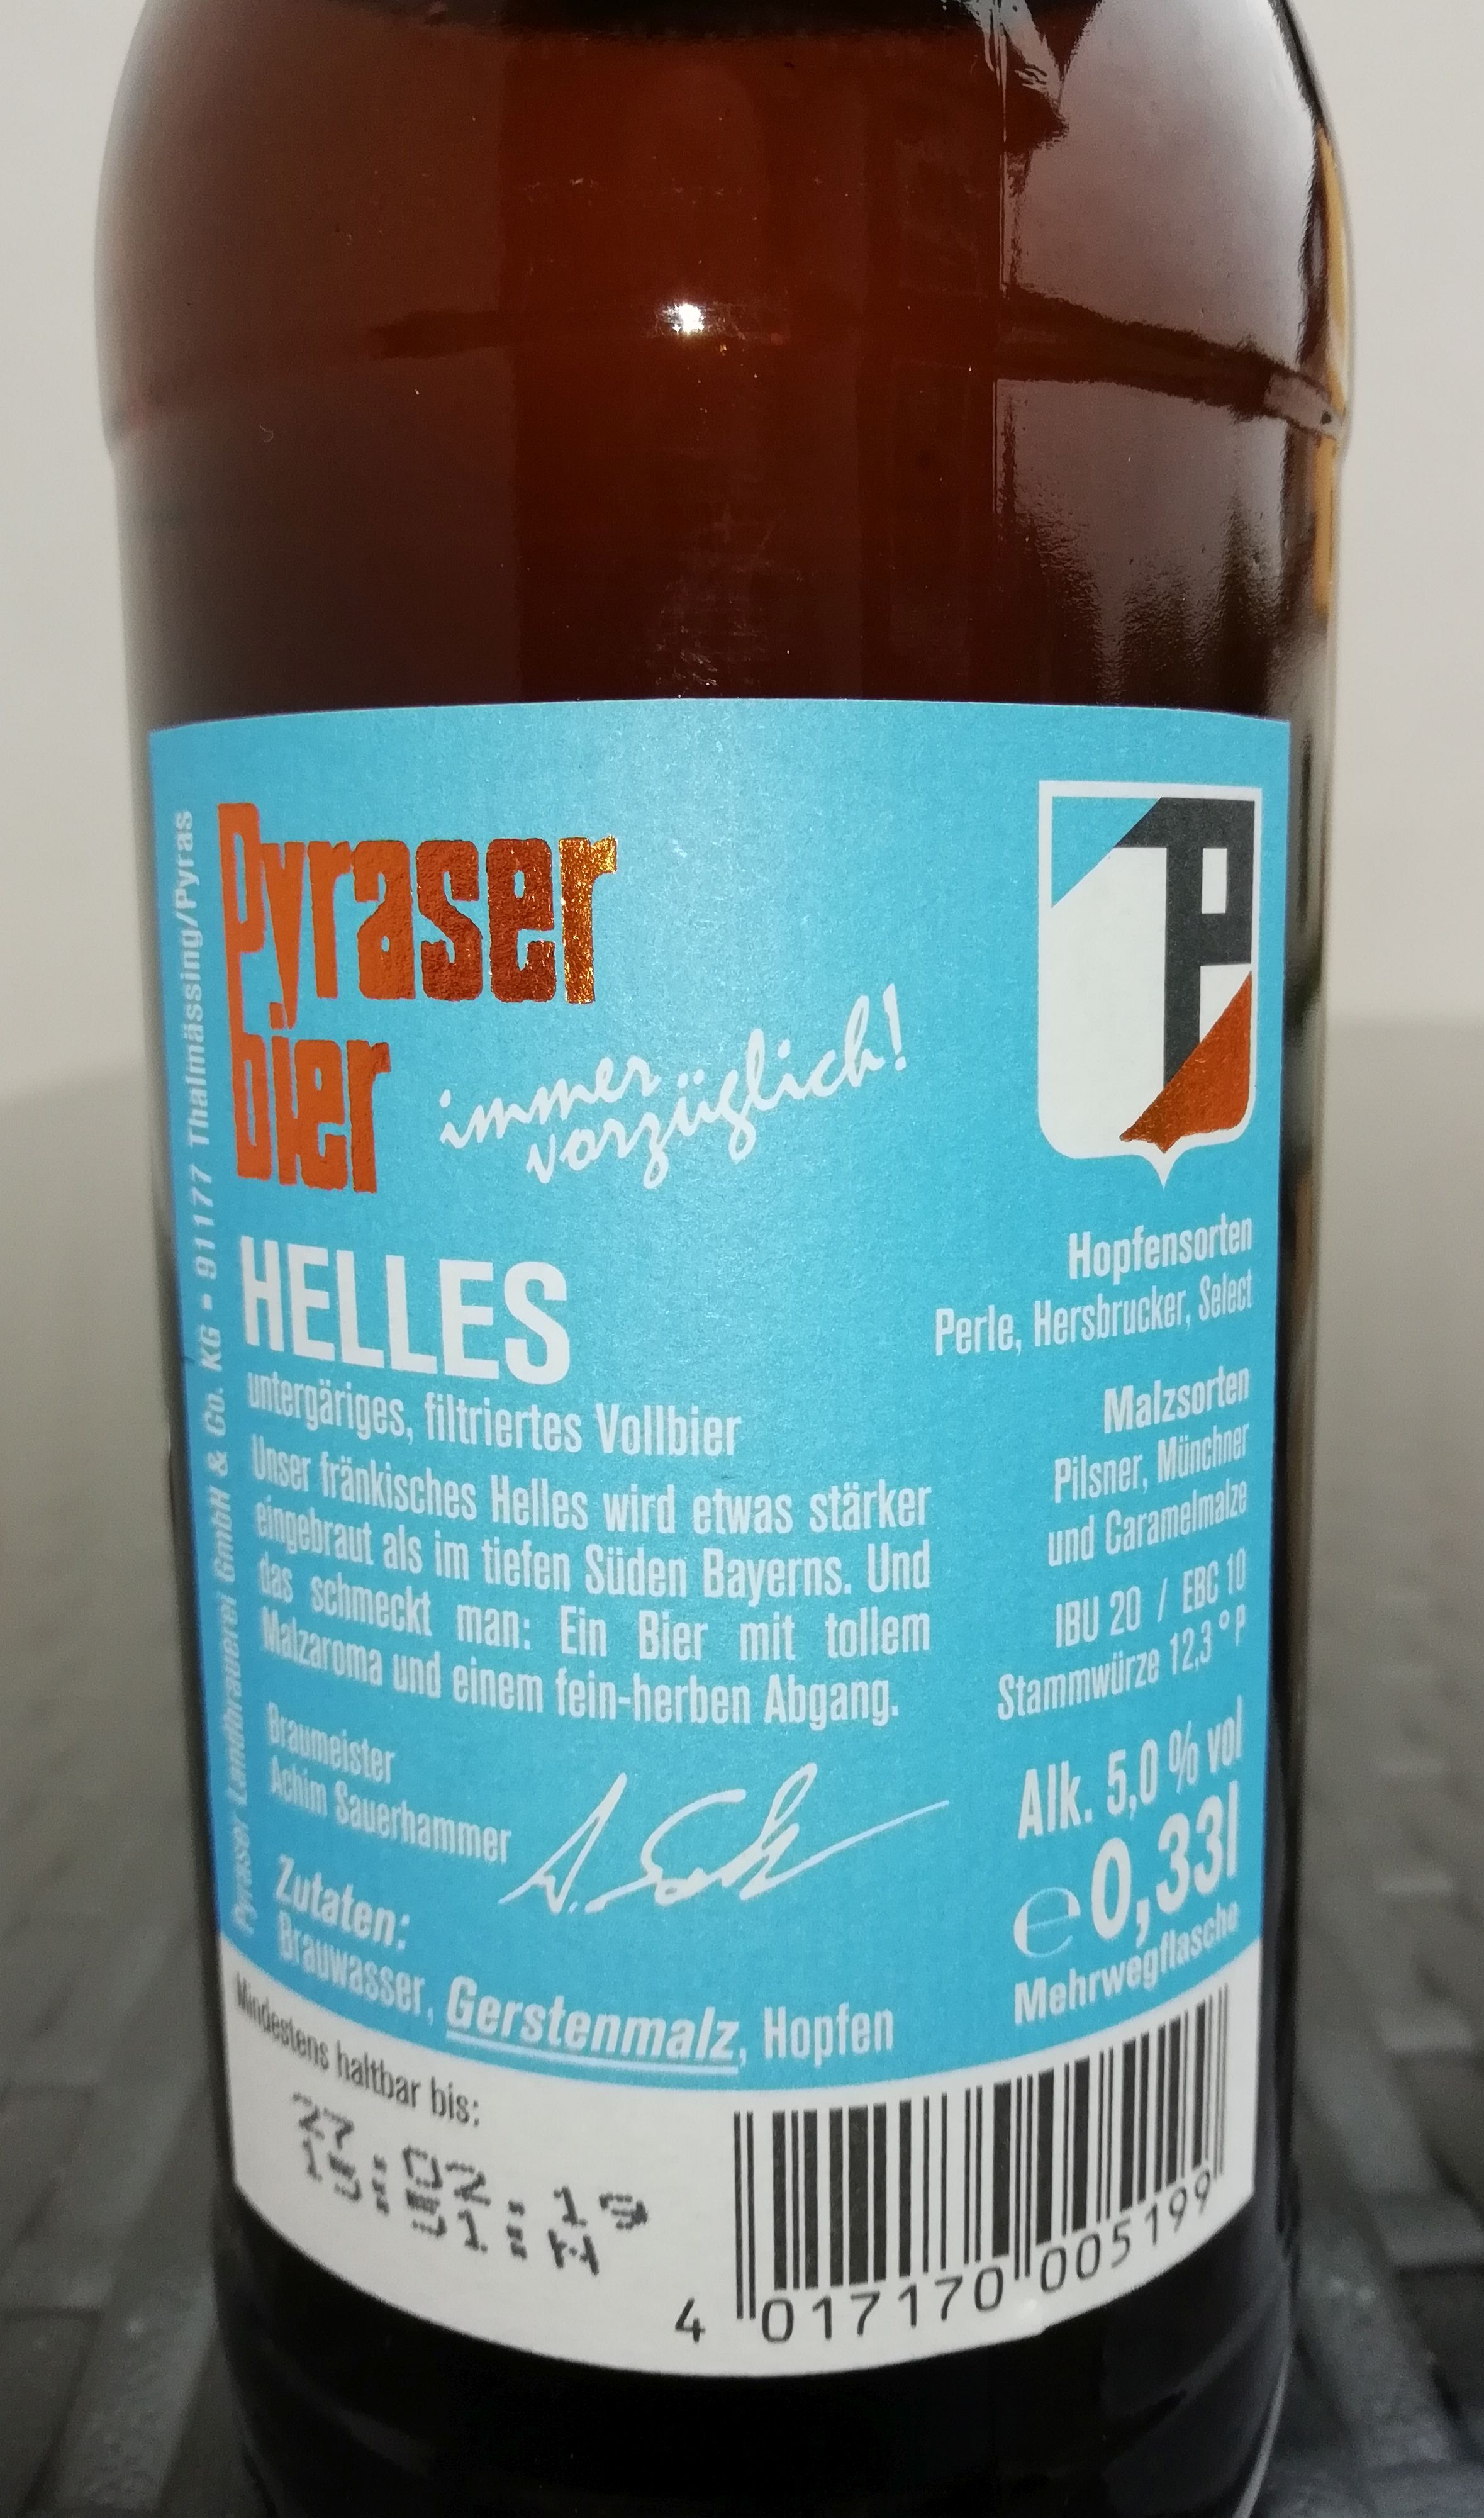 Pyraser
bier
immer
vorzüglich!
P
HELLES
untergäriges, filtriertes Vollbier
Unser fränkisches Helles wird etwas stärker
eingebraut als im tiefen Süden Bayerns. Und
das schmeckt man: Ein Bier mit tollem
Malzaroma und einem fein-herben Abgang.
Braumeister
Achim Sauerhammer
Zutaten:
Brauwasser, Gerstenmalz, Hopfen
Hopfensorten
Perle, Hersbrucker, Select
Malzsorten
Pilsner, Münchner
und Caramelmalze
IBU 20 / EBC 10
Stammwürze 12,3 °P
Alk. 5,0 % vol
e 0,33l
Mehrwegflasche
Pyraser Landbrauerei GmbH & Co. KG • 91177 Thalmässing/Pyras
Mindestens haltbar bis:
27.02.19
15:51:N
4 017170 005199